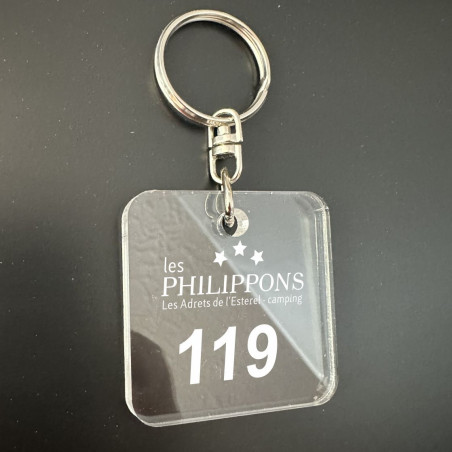 les
PHILIPPONS
Les Adrets de l'Esterel - camping
119